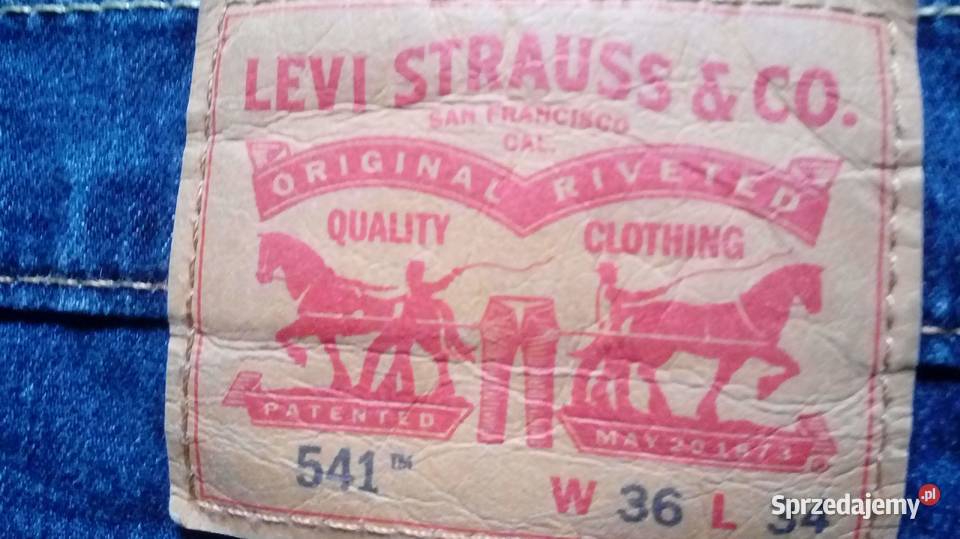 LEVI STRAUSS & CO.
SAN FRANCISCO
CAL.
ORIGINAL RIVETED
QUALITY CLOTHING
PATENTED MAY 20 1873
541™ W 36 L 34
Sprzedajemy.pl